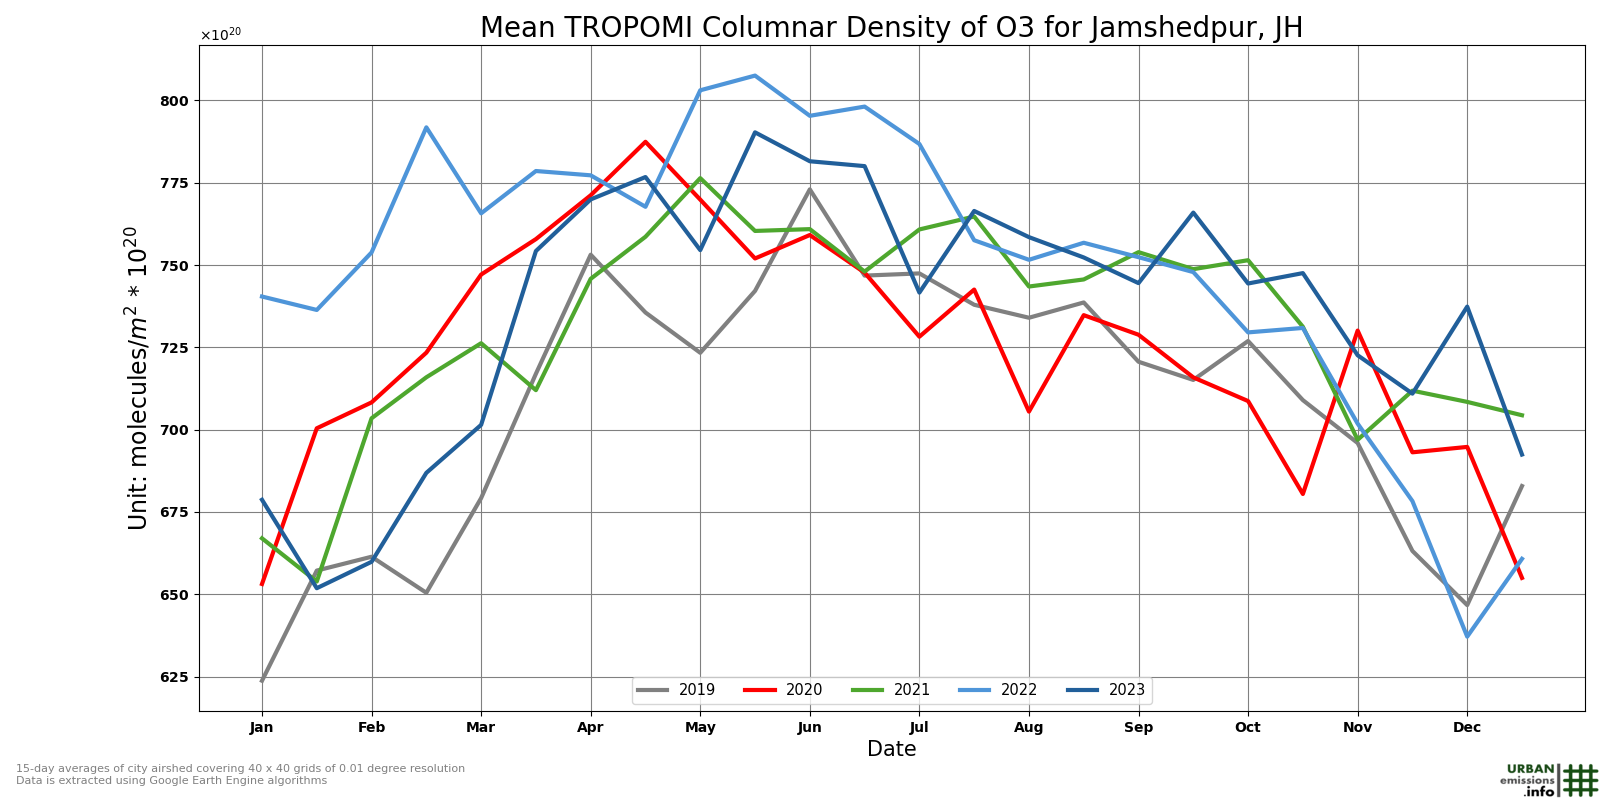 Mean TROPOMI Columnar Density of O3 for Jamshedpur, JH
×10²⁰
800
775
750
725
700
675
650
625
Unit: molecules/m² * 10²⁰
2019 2020 2021 2022 2023
Jan Feb Mar Apr May Jun Jul Aug Sep Oct Nov Dec
Date
15-day averages of city airshed covering 40 x 40 grids of 0.01 degree resolution
Data is extracted using Google Earth Engine algorithms
URBAN
emissions
.info